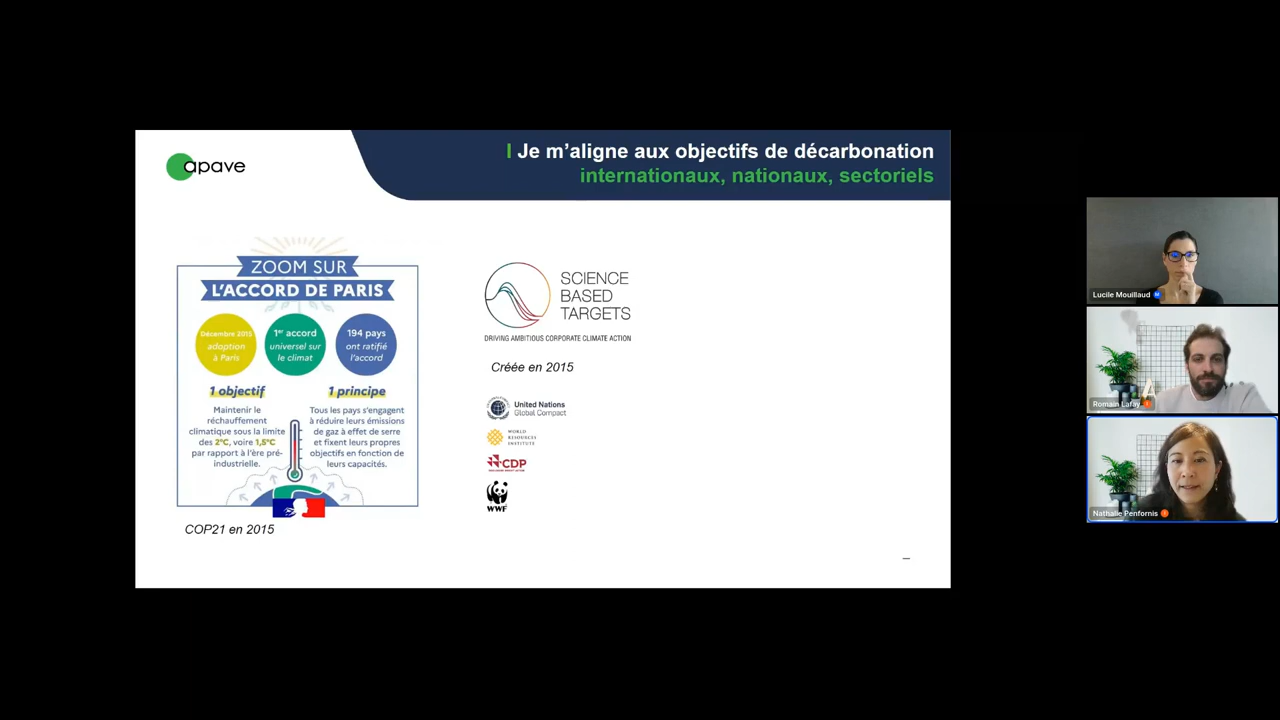 apave
| Je m'aligne aux objectifs de décarbonation
internationaux, nationaux, sectoriels
ZOOM SUR
L'ACCORD DE PARIS
Décembre 2015
adoption
à Paris
1er accord
universel sur
le climat
194 pays
ont ratifié
l'accord
1 objectif
Maintenir le
réchauffement
climatique sous la limite
des 2°C, voire 1,5°C
par rapport à l'ère pré-
industrielle.
1 principe
Tous les pays s'engagent
à réduire leurs émissions
de gaz à effet de serre
et fixent leurs propres
objectifs en fonction de
leurs capacités.
COP21 en 2015
SCIENCE
BASED
TARGETS
DRIVING AMBITIOUS CORPORATE CLIMATE ACTION
Créée en 2015
United Nations
Global Compact
WORLD
RESOURCES
INSTITUTE
CDP
WWF
Lucile Mouillaud
Romain Lafay
Nathalie Penfornis